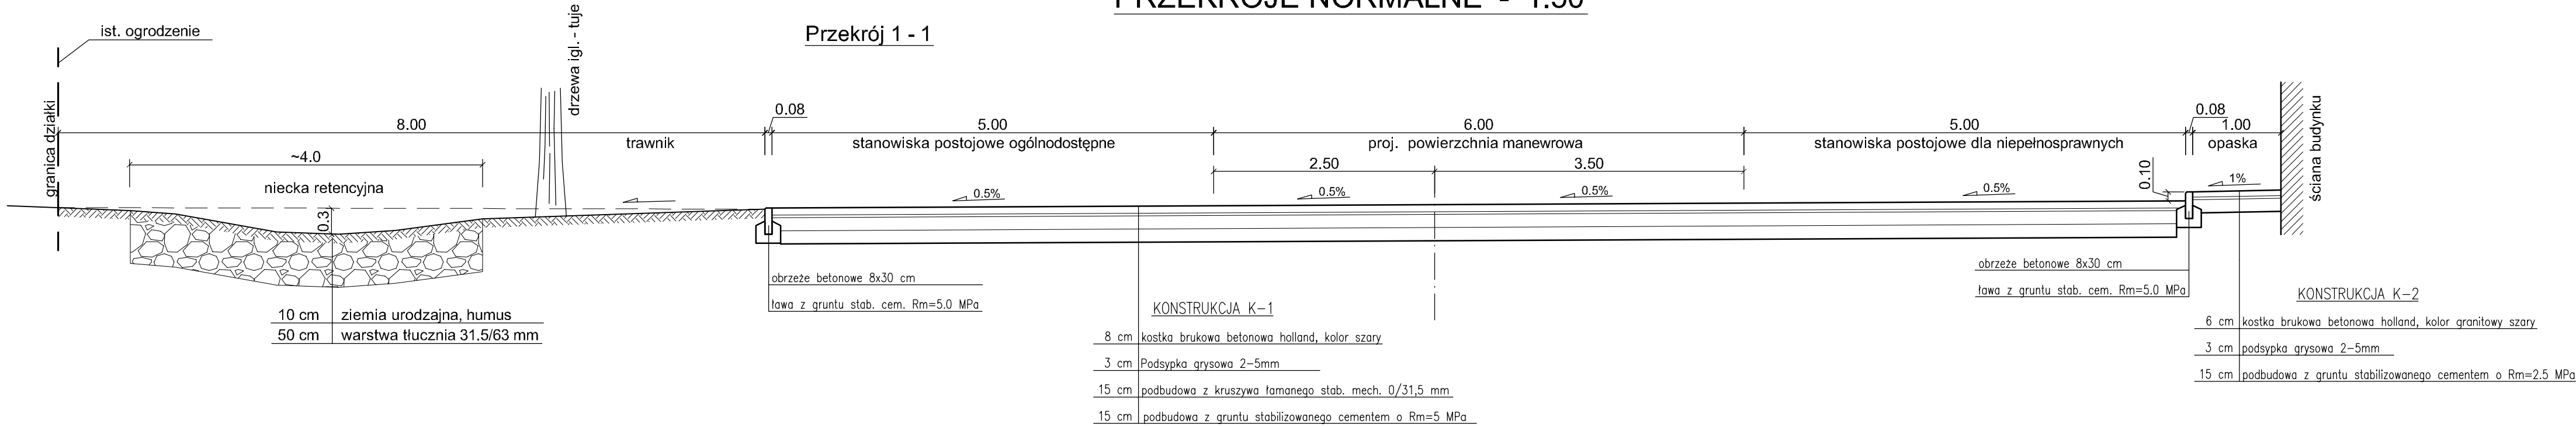 PRZEKROJE NORMALNE - 1:50
Przekrój 1 - 1
ist. ogrodzenie
granica działki
drzewa igl. - tuje
ściana budynku
8.00
0.08
5.00
6.00
5.00
0.08
1.00
trawnik
stanowiska postojowe ogólnodostępne
proj. powierzchnia manewrowa
stanowiska postojowe dla niepełnosprawnych
opaska
~4.0
2.50
3.50
0.10
niecka retencyjna
0.3
0.5%
0.5%
0.5%
0.5%
1%
obrzeże betonowe 8x30 cm
ława z gruntu stab. cem. Rm=5.0 MPa
obrzeże betonowe 8x30 cm
ława z gruntu stab. cem. Rm=5.0 MPa
10 cm ziemia urodzajna, humus
50 cm warstwa tłucznia 31.5/63 mm
KONSTRUKCJA K-1
8 cm kostka brukowa betonowa holland, kolor szary
3 cm Podsypka grysowa 2-5mm
15 cm podbudowa z kruszywa łamanego stab. mech. 0/31,5 mm
15 cm podbudowa z gruntu stabilizowanego cementem o Rm=5 MPa
KONSTRUKCJA K-2
6 cm kostka brukowa betonowa holland, kolor granitowy szary
3 cm podsypka grysowa 2-5mm
15 cm podbudowa z gruntu stabilizowanego cementem o Rm=2.5 MPa